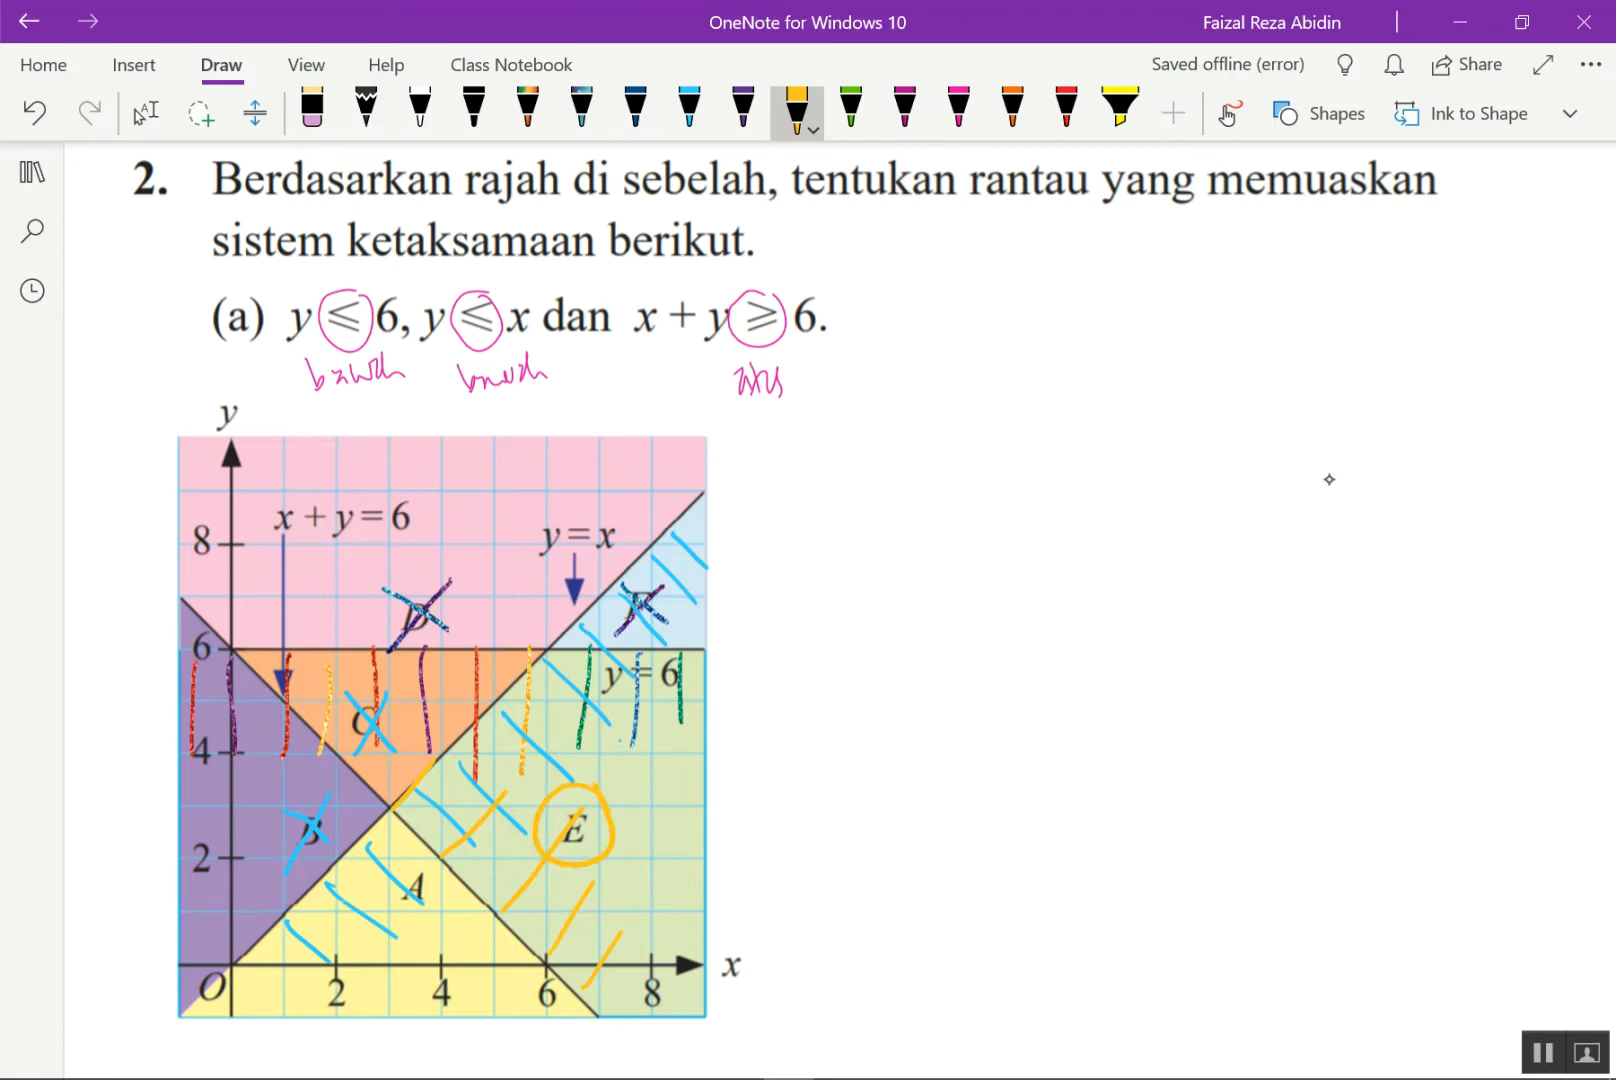 OneNote for Windows 10
Faizal Reza Abidin
Home Insert Draw View Help Class Notebook
Saved offline (error) Share
Shapes Ink to Shape
2. Berdasarkan rajah di sebelah, tentukan rantau yang memuaskan
sistem ketaksamaan berikut.
(a) y ⩽ 6, y ⩽ x dan x + y ⩾ 6.
bawah
y
8
x + y = 6
y = x
D
F
6
y = 6
C
4
B
E
2
A
O
2 4 6 8
x